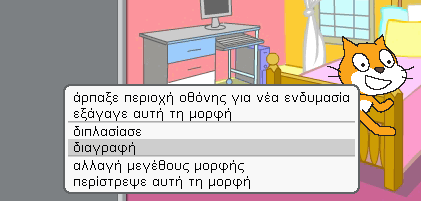 άρπαξε περιοχή οθόνης για νέα ενδυμασία
εξάγαγε αυτή τη μορφή
διπλασίασε
διαγραφή
αλλαγή μεγέθους μορφής
περίστρεψε αυτή τη μορφή